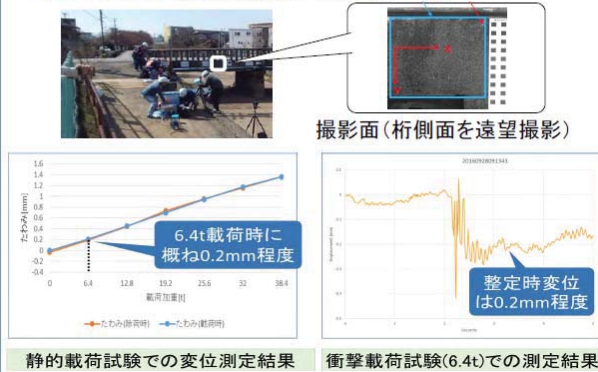 撮影面(桁側面を遠望撮影)
たわみ[mm]
1.6
1.4
1.2
1
0.8
0.6
0.4
0.2
0
-0.2
-0.4
6.4t載荷時に
概ね0.2mm程度
0 6.4 12.8 19.2 25.6 32 38.4
載荷加重[t]
たわみ(除荷時) たわみ(載荷時)
20160928091343
整定時変位
は0.2mm程度
静的載荷試験での変位測定結果
衝撃載荷試験(6.4t)での測定結果